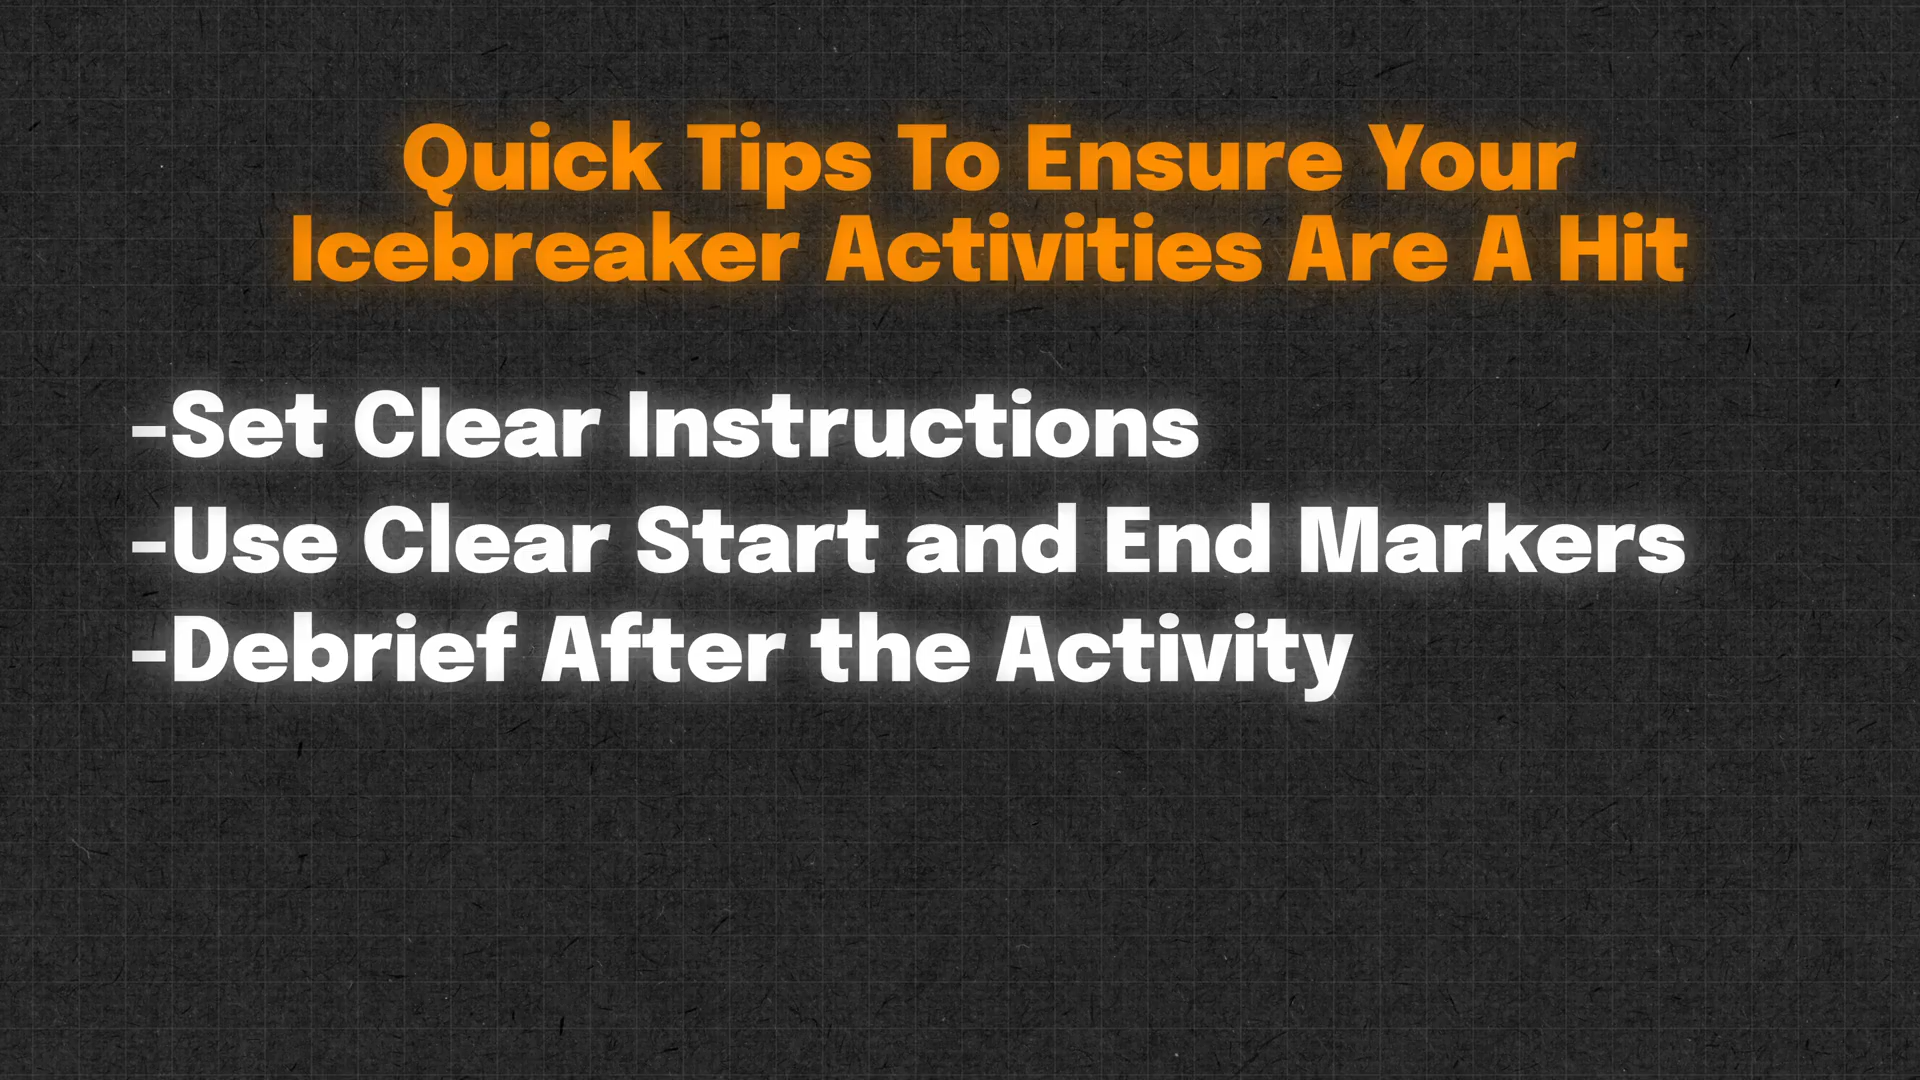 Quick Tips To Ensure Your
Icebreaker Activities Are A Hit
-Set Clear Instructions
-Use Clear Start and End Markers
-Debrief After the Activity